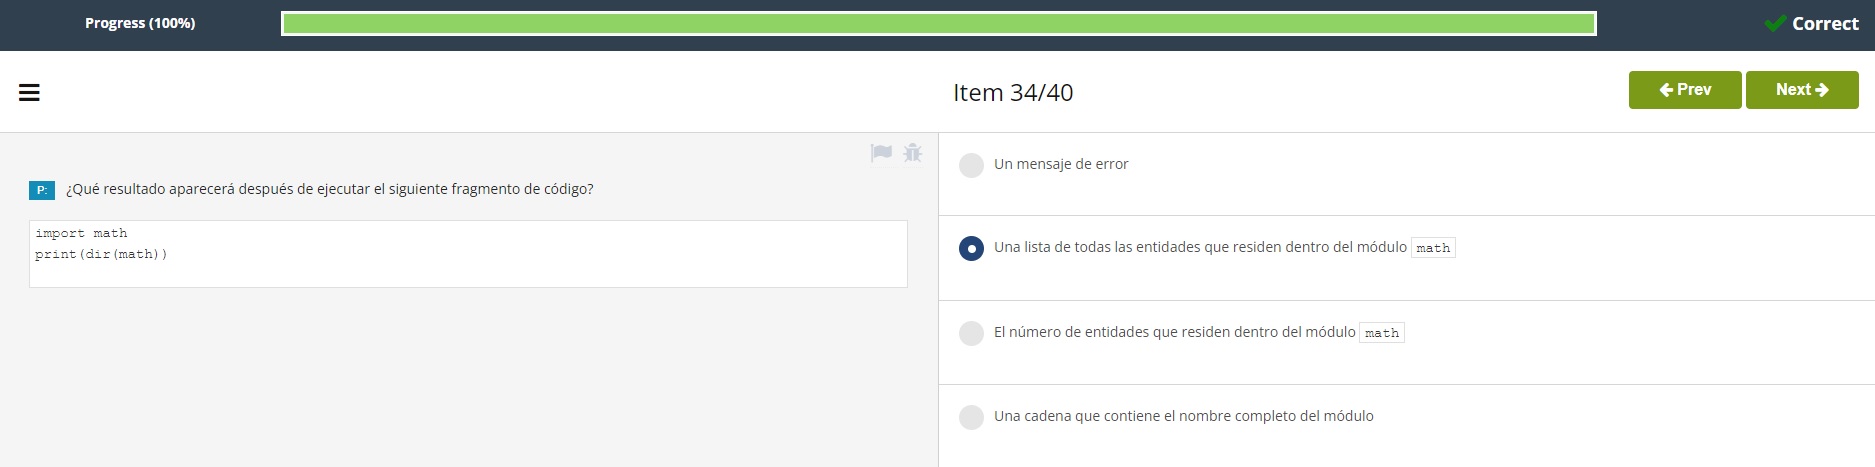 Progress (100%)
Correct
Item 34/40
Prev
Next
P: ¿Qué resultado aparecerá después de ejecutar el siguiente fragmento de código?
import math
print(dir(math))
Un mensaje de error
Una lista de todas las entidades que residen dentro del módulo math
El número de entidades que residen dentro del módulo math
Una cadena que contiene el nombre completo del módulo